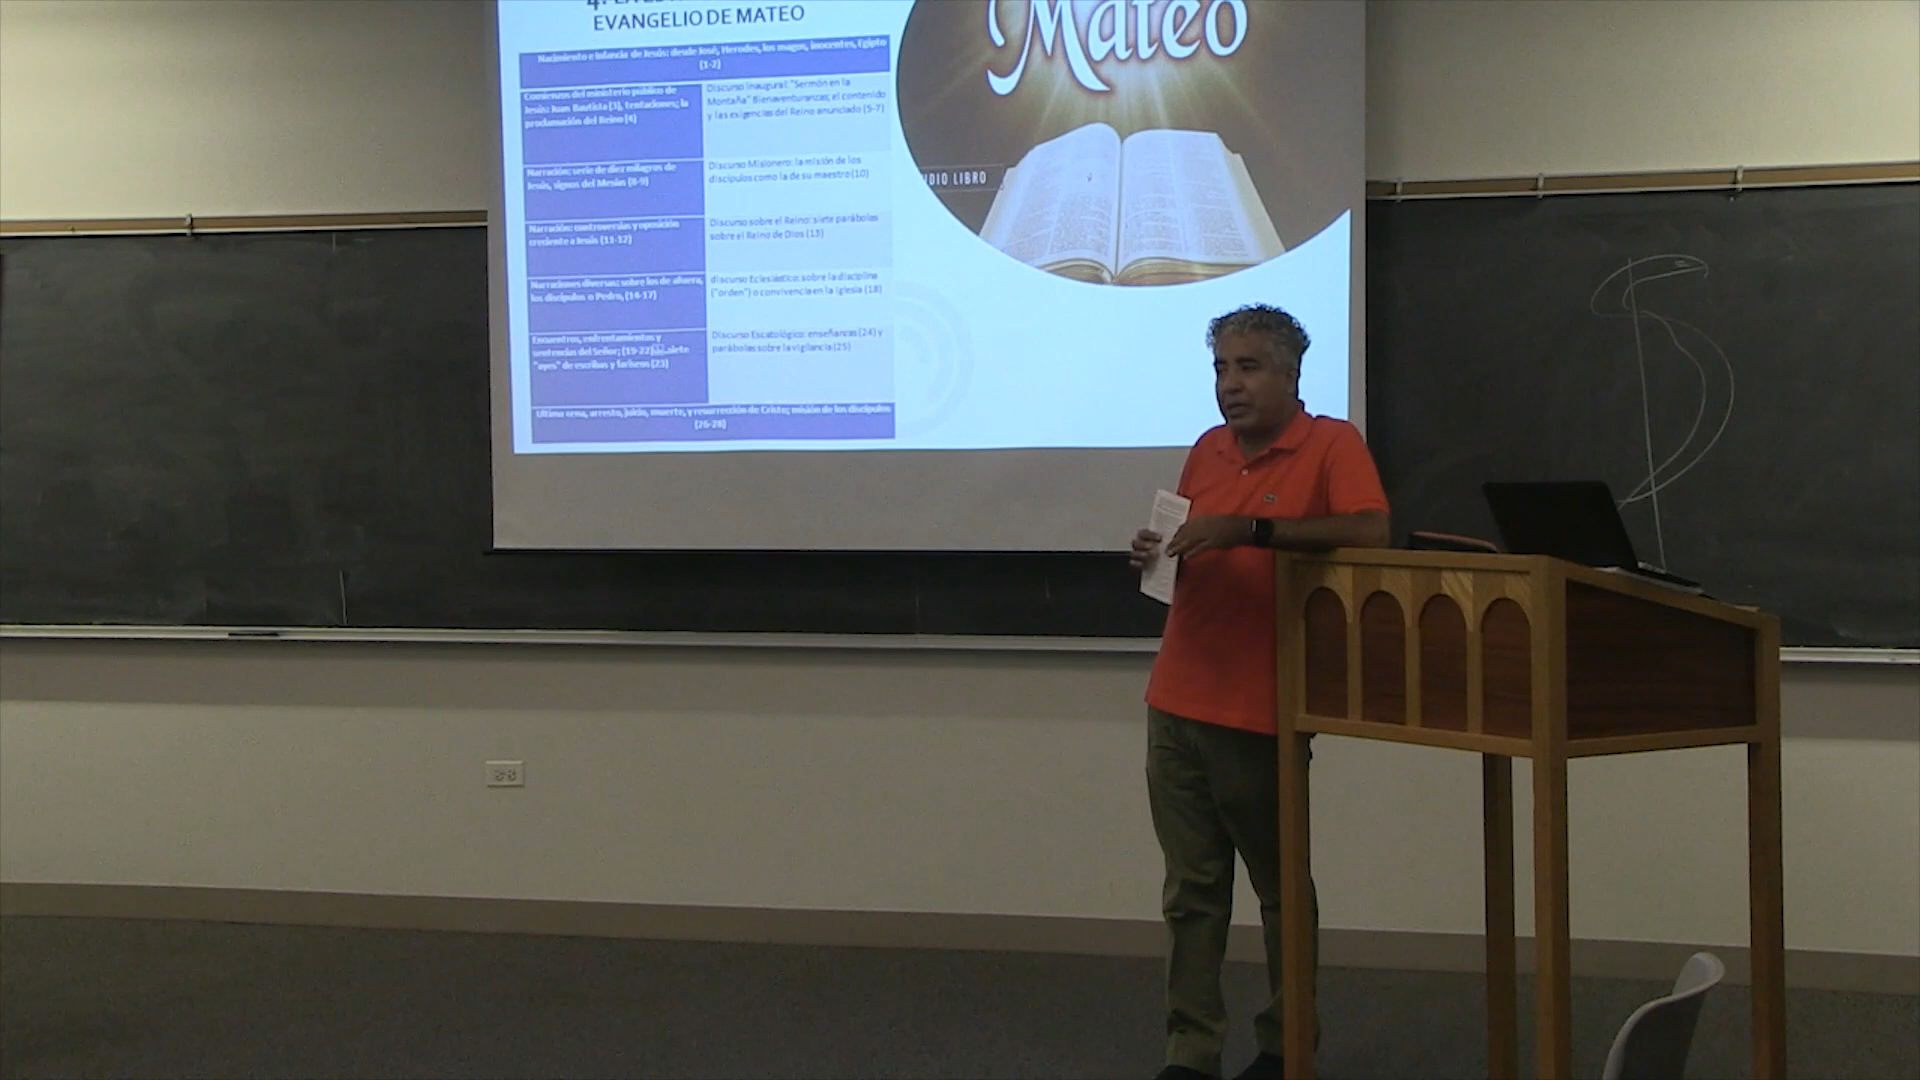 EVANGELIO DE MATEO
Nacimiento e Infancia de Jesús: desde José, Herodes, los magos, inocentes, Egipto
(1-2)
Comienzos del ministerio público de
Jesús: Juan Bautista (3), tentaciones; la
proclamación del Reino (4)
Discurso inaugural: "Sermón en la
Montaña" Bienaventuranzas; el contenido
y las exigencias del Reino anunciado (5-7)
Narración: serie de diez milagros de
Jesús, signos del Mesías (8-9)
Discurso Misionero: la misión de los
discípulos como la de su maestro (10)
Narración: controversias y oposición
creciente a Jesús (11-12)
Discurso sobre el Reino: siete parábolas
sobre el Reino de Dios (13)
Narraciones diversas: sobre los de afuera,
los discípulos o Pedro, (14-17)
discurso Eclesiástico: sobre la disciplina
("orden") o convivencia en la Iglesia (18)
Encuentros, enfrentamientos y
sentencias del Señor; (19-22) siete
"ayes" de escribas y fariseos (23)
Discurso Escatológico: enseñanzas (24) y
parábolas sobre la vigilancia (25)
Ultima cena, arresto, juicio, muerte, y resurrección de Cristo; misión de los discípulos
(26-28)
Mateo
UDIO LIBRO